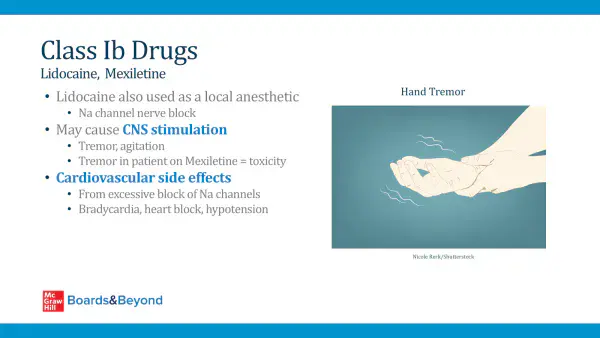 Class Ib Drugs
Lidocaine, Mexiletine
• Lidocaine also used as a local anesthetic
• Na channel nerve block
• May cause CNS stimulation
• Tremor, agitation
• Tremor in patient on Mexiletine = toxicity
• Cardiovascular side effects
• From excessive block of Na channels
• Bradycardia, heart block, hypotension
Hand Tremor
Nicole Berk/Shutterstock
Mc
Graw
Hill
Boards&Beyond